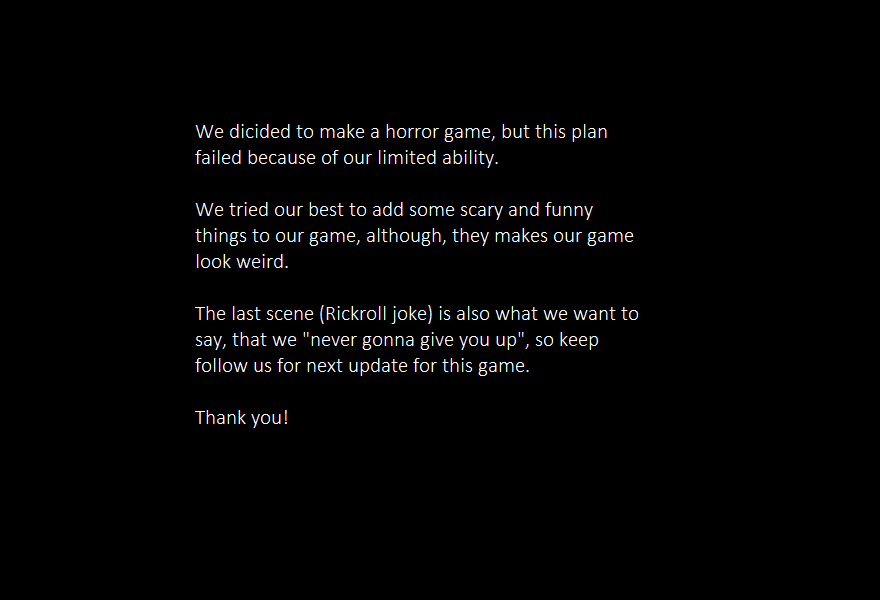 We dicided to make a horror game, but this plan
failed because of our limited ability.
We tried our best to add some scary and funny
things to our game, although, they makes our game
look weird.
The last scene (Rickroll joke) is also what we want to
say, that we "never gonna give you up", so keep
follow us for next update for this game.
Thank you!